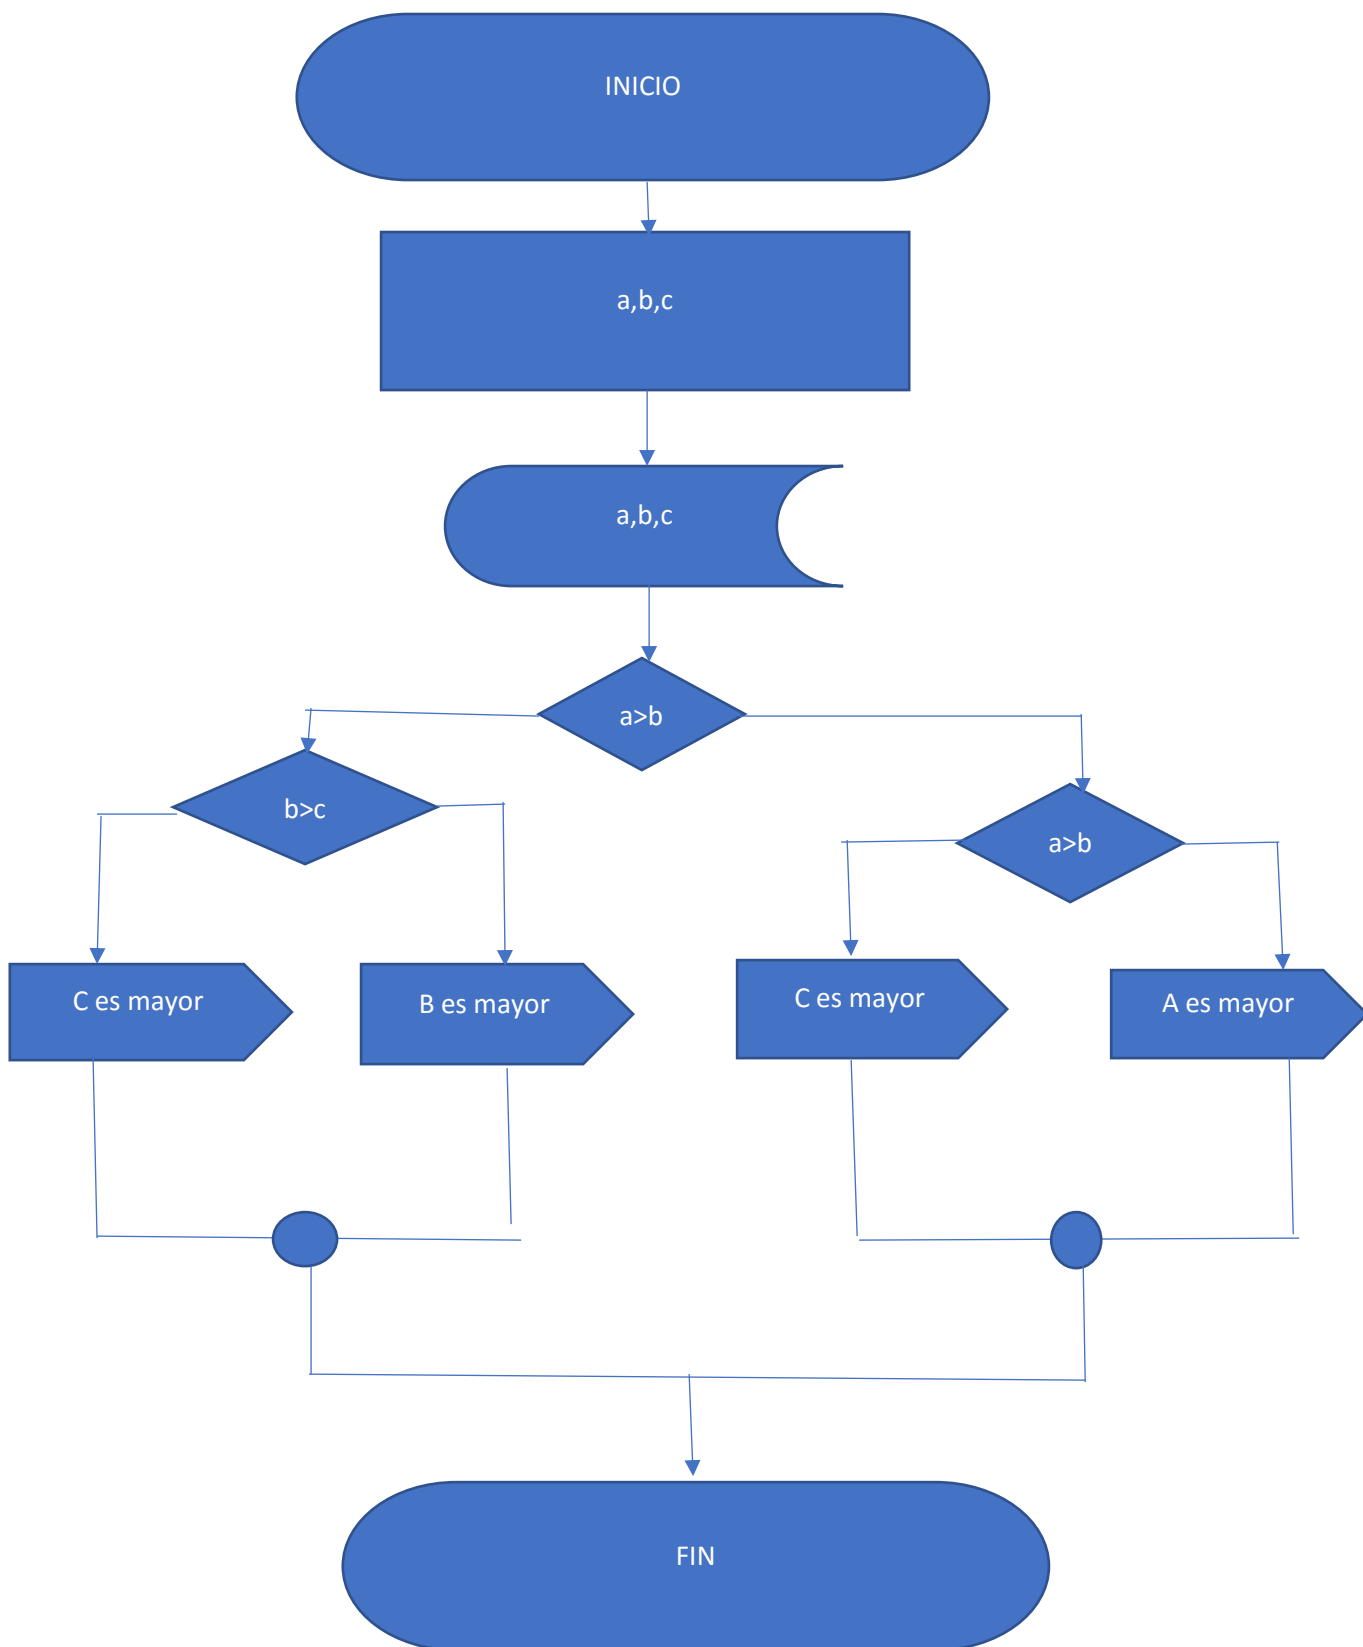 INICIO
a,b,c
a,b,c
a>b
b>c
a>b
C es mayor
B es mayor
C es mayor
A es mayor
FIN